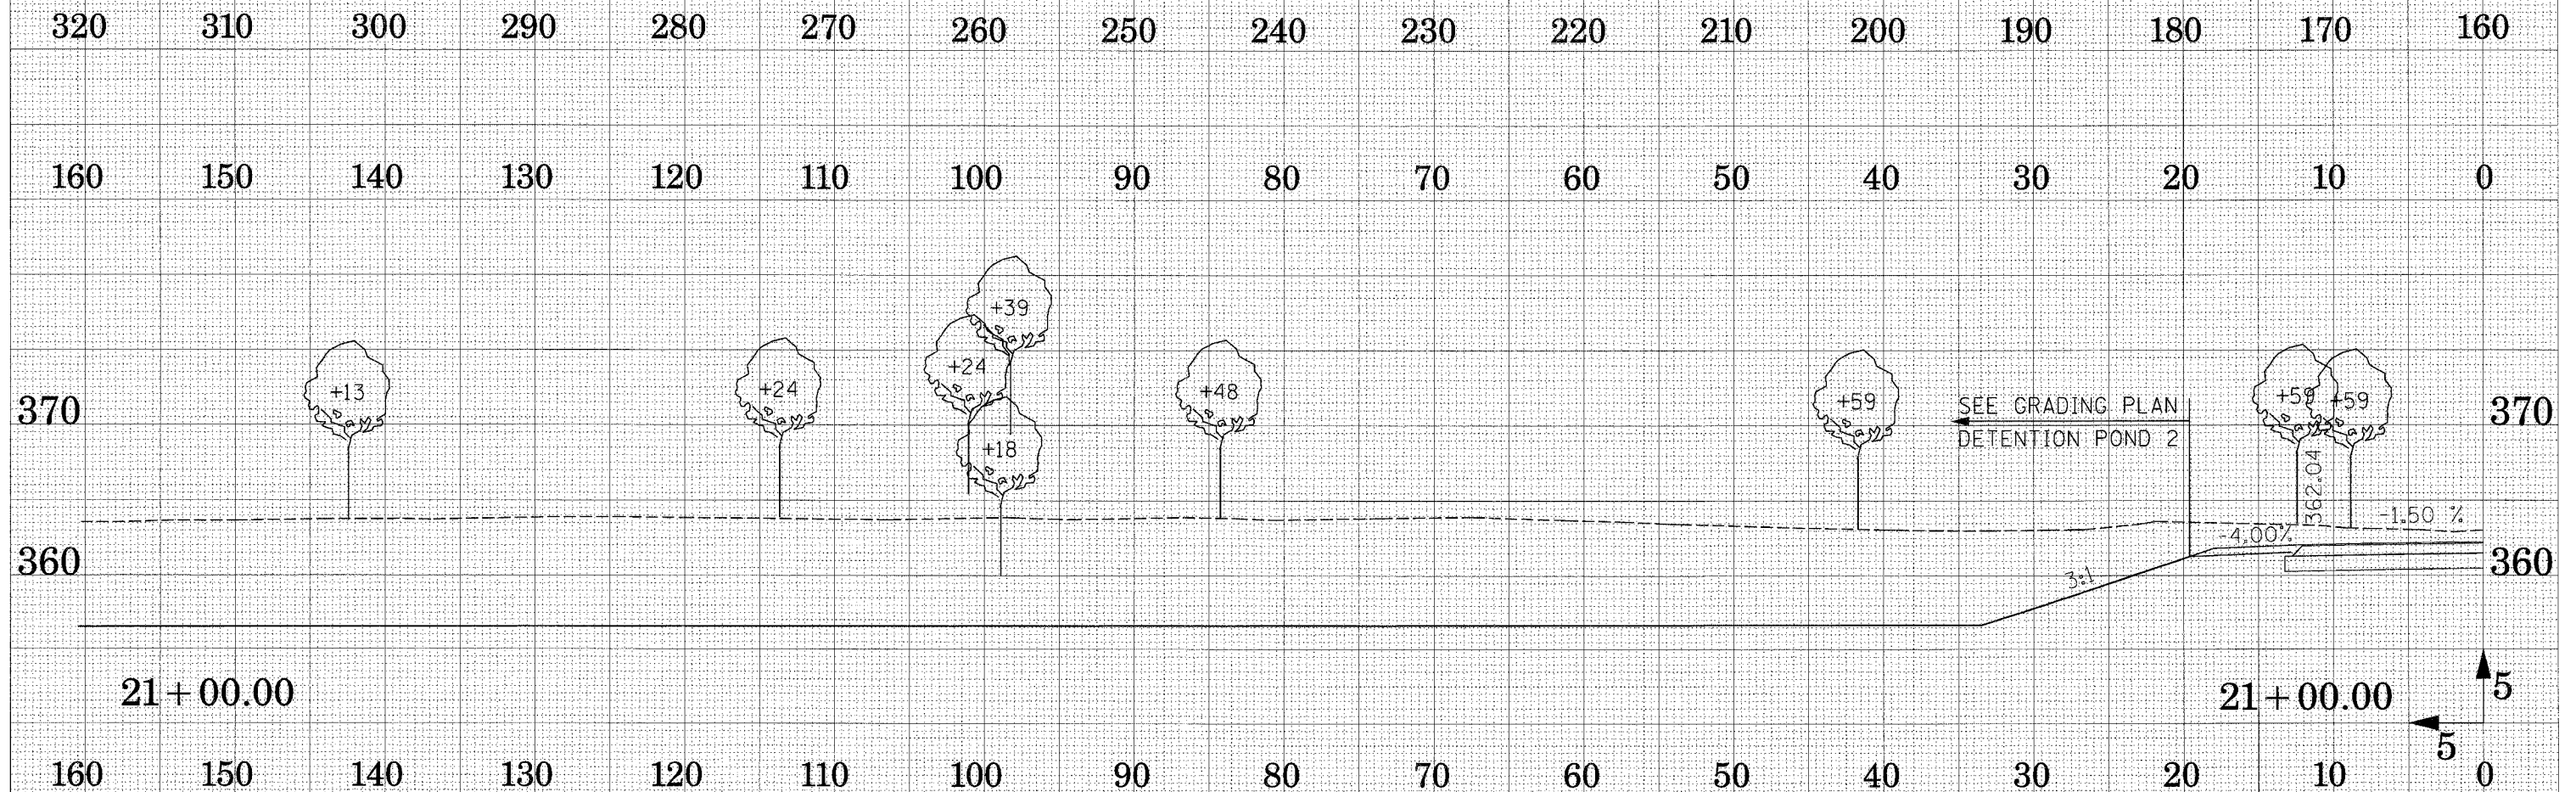 320 310 300 290 280 270 260 250 240 230 220 210 200 190 180 170 160
160 150 140 130 120 110 100 90 80 70 60 50 40 30 20 10 0
+39
+24
+13 +24 +48 +59 +59 +59
370 SEE GRADING PLAN 370
DETENTION POND 2
+18
362.04
-1.50 %
-4.00%
360 3:1 360
21+00.00 21+00.00 5
5
160 150 140 130 120 110 100 90 80 70 60 50 40 30 20 10 0